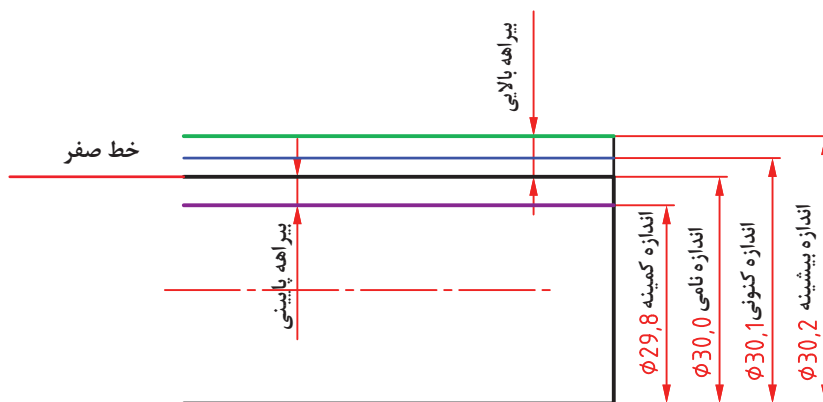 بیراهه بالایی
خط صفر
بیراهه پایینی
اندازه کمینه ϕ29,8
اندازه نامی ϕ30,0
اندازه کنونی ϕ30,1
اندازه بیشینه ϕ30,2